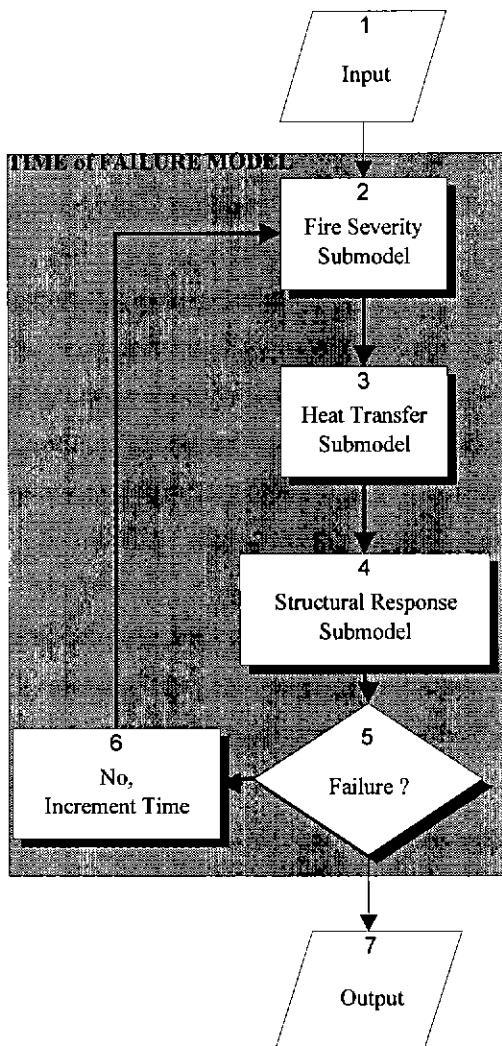 1
Input
TIME of FAILURE MODEL
2
Fire Severity
Submodel
3
Heat Transfer
Submodel
4
Structural Response
Submodel
5
Failure ?
6
No,
Increment Time
7
Output